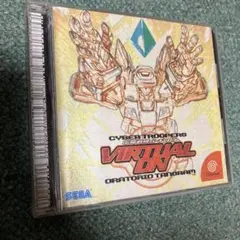 CYBER TROOPERS
VIRTUAL ON
ORATORIO TANGRAM
SEGA